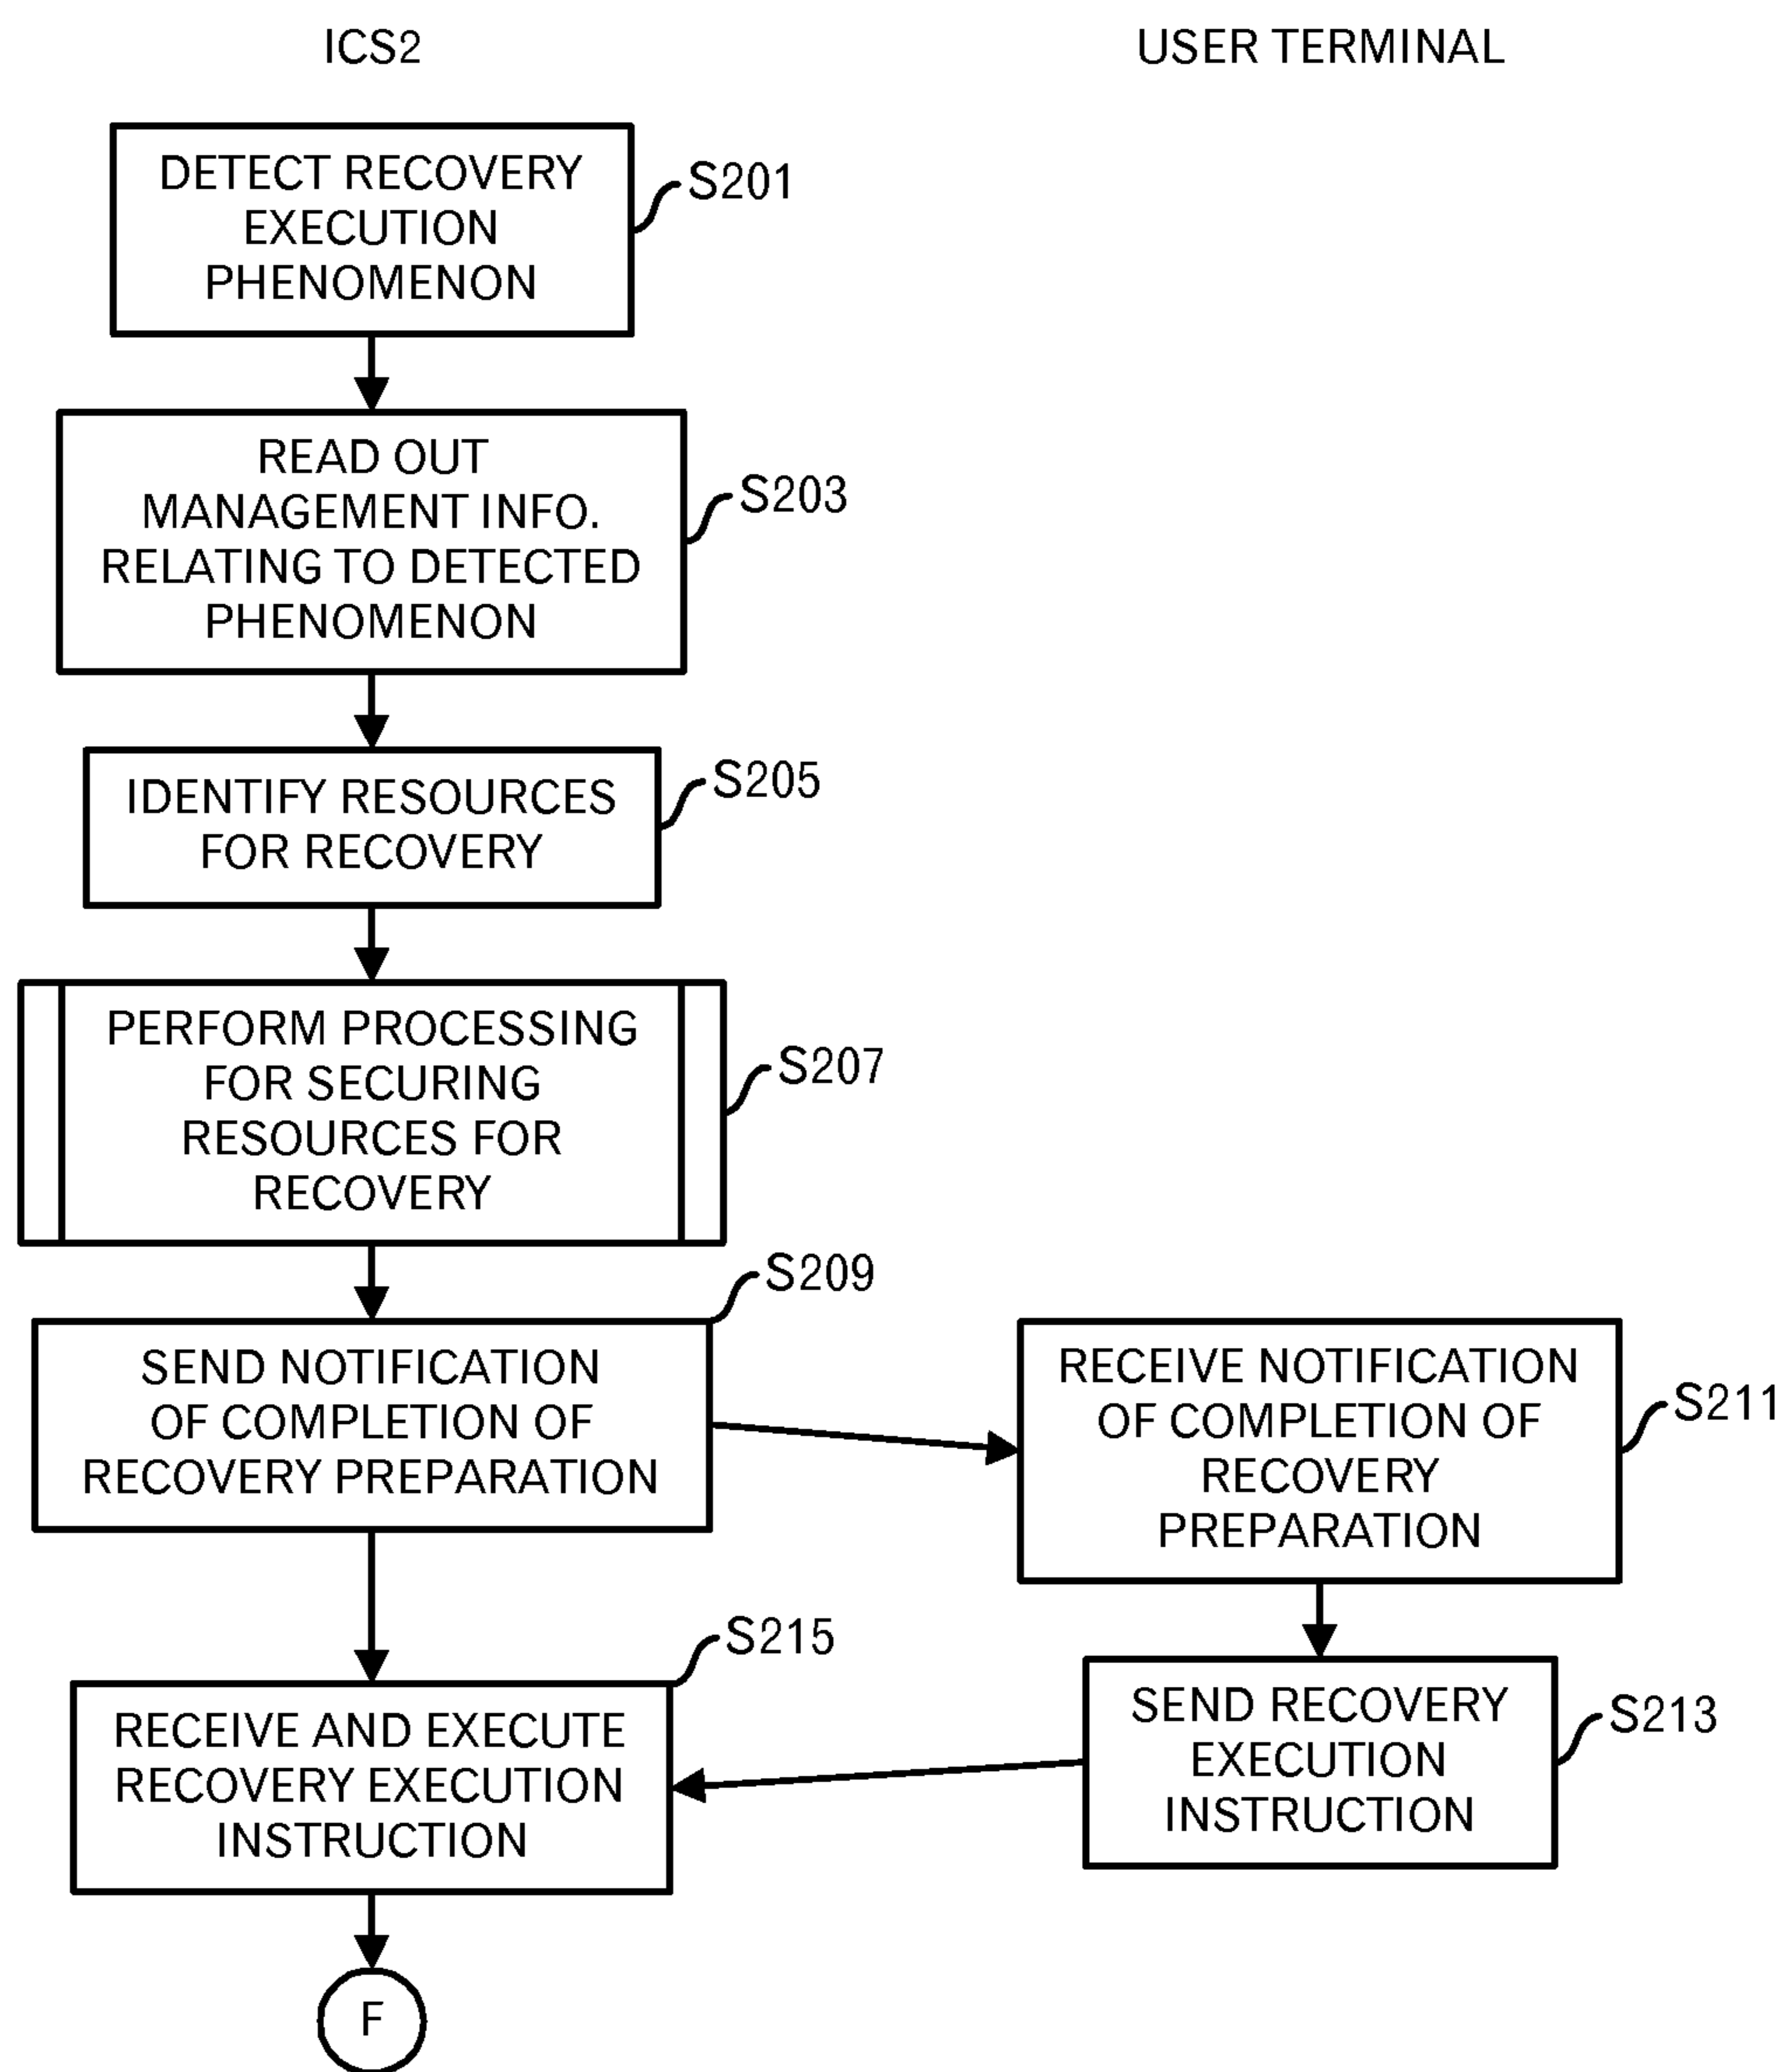 ICS2
USER TERMINAL
DETECT RECOVERY
EXECUTION
PHENOMENON
S201
READ OUT
MANAGEMENT INFO.
RELATING TO DETECTED
PHENOMENON
S203
IDENTIFY RESOURCES
FOR RECOVERY
S205
PERFORM PROCESSING
FOR SECURING
RESOURCES FOR
RECOVERY
S207
SEND NOTIFICATION
OF COMPLETION OF
RECOVERY PREPARATION
S209
RECEIVE NOTIFICATION
OF COMPLETION OF
RECOVERY
PREPARATION
S211
SEND RECOVERY
EXECUTION
INSTRUCTION
S213
RECEIVE AND EXECUTE
RECOVERY EXECUTION
INSTRUCTION
S215
F